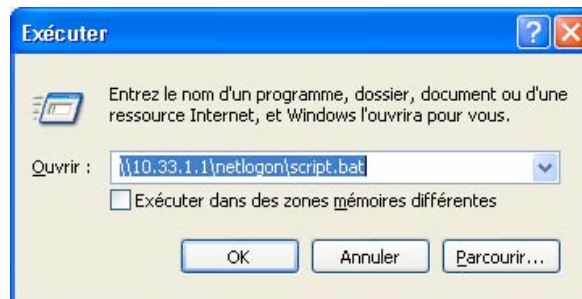 Exécuter
Entrez le nom d'un programme, dossier, document ou d'une
ressource Internet, et Windows l'ouvrira pour vous.
Ouvrir : \\10.33.1.1\netlogon\script.bat
Exécuter dans des zones mémoires différentes
OK Annuler Parcourir...